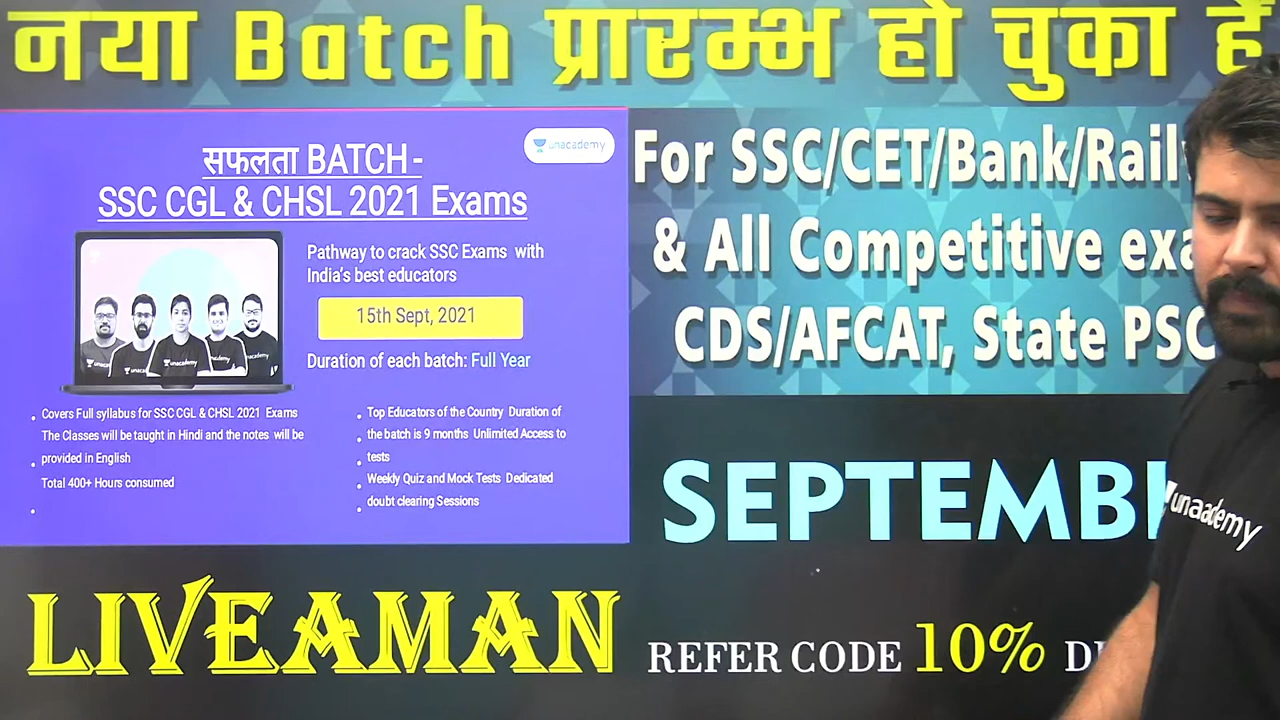 नया Batch प्रारम्भ हो चुका हैं
unacademy
सफलता BATCH -
SSC CGL & CHSL 2021 Exams
Pathway to crack SSC Exams with
India's best educators
15th Sept, 2021
Duration of each batch: Full Year
Covers Full syllabus for SSC CGL & CHSL 2021 Exams
The Classes will be taught in Hindi and the notes will be
provided in English
Total 400+ Hours consumed
Top Educators of the Country Duration of
the batch is 9 months Unlimited Access to
tests
Weekly Quiz and Mock Tests Dedicated
doubt clearing Sessions
For SSC/CET/Bank/Rail
& All Competitive exa
CDS/AFCAT, State PSC
SEPTEMB
LIVEAMAN
REFER CODE 10% D
unacademy